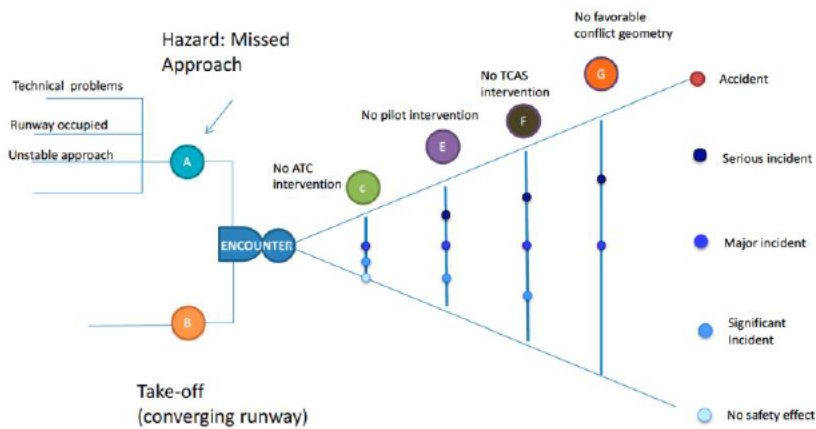 Hazard: Missed
Approach
Technical problems
Runway occupied
Unstable approach
A
B
ENCOUNTER
Take-off
(converging runway)
No ATC
intervention
c
No pilot intervention
E
No TCAS
intervention
F
No favorable
conflict geometry
G
Accident
Serious incident
Major incident
Significant
Incident
No safety effect